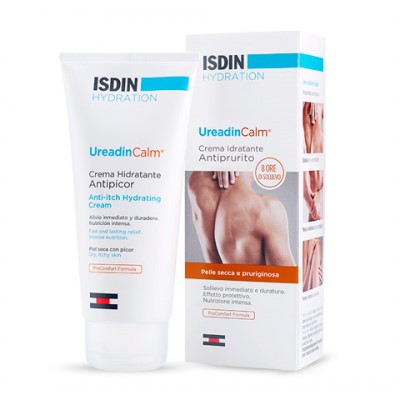 ISDIN
HYDRATION
UreadinCalm®
Crema Hidratante
Antipicor
Anti-itch Hydrating
Cream
Alivio inmediato y duradero.
Nutrición intensa.
Fast and lasting relief.
Intense nutrition.
Piel seca con picor
Dry, itchy skin
ProComfort Formula
ISDIN
HYDRATION
UreadinCalm®
Crema Idratante
Antiprurito
8 ORE
DI SOLLIEVO
Pelle secca e pruriginosa
Sollievo immediato e duraturo.
Effetto protettivo.
Nutrizione intensa.
ProComfort Formula